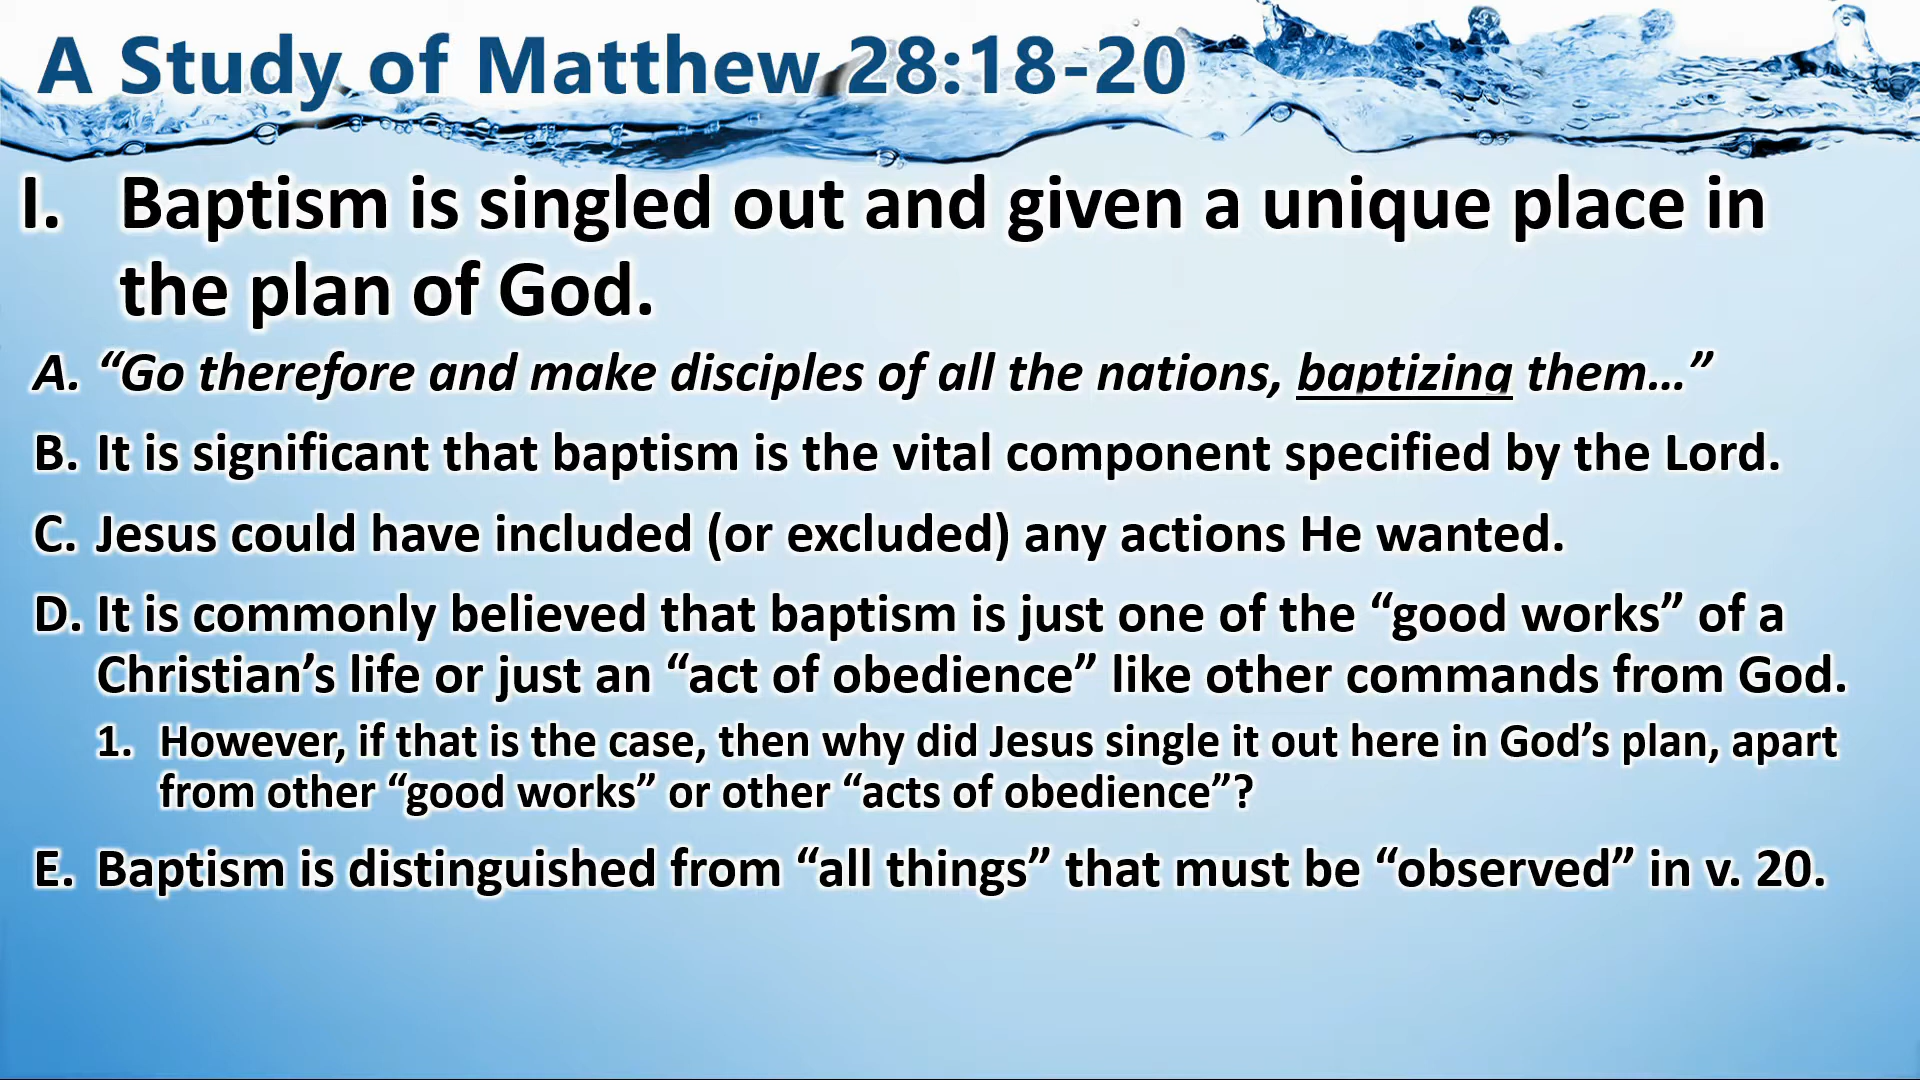 A Study of Matthew 28:18-20
I. Baptism is singled out and given a unique place in
the plan of God.
A. “Go therefore and make disciples of all the nations, baptizing them…”
B. It is significant that baptism is the vital component specified by the Lord.
C. Jesus could have included (or excluded) any actions He wanted.
D. It is commonly believed that baptism is just one of the “good works” of a
Christian’s life or just an “act of obedience” like other commands from God.
1. However, if that is the case, then why did Jesus single it out here in God’s plan, apart
from other “good works” or other “acts of obedience”?
E. Baptism is distinguished from “all things” that must be “observed” in v. 20.